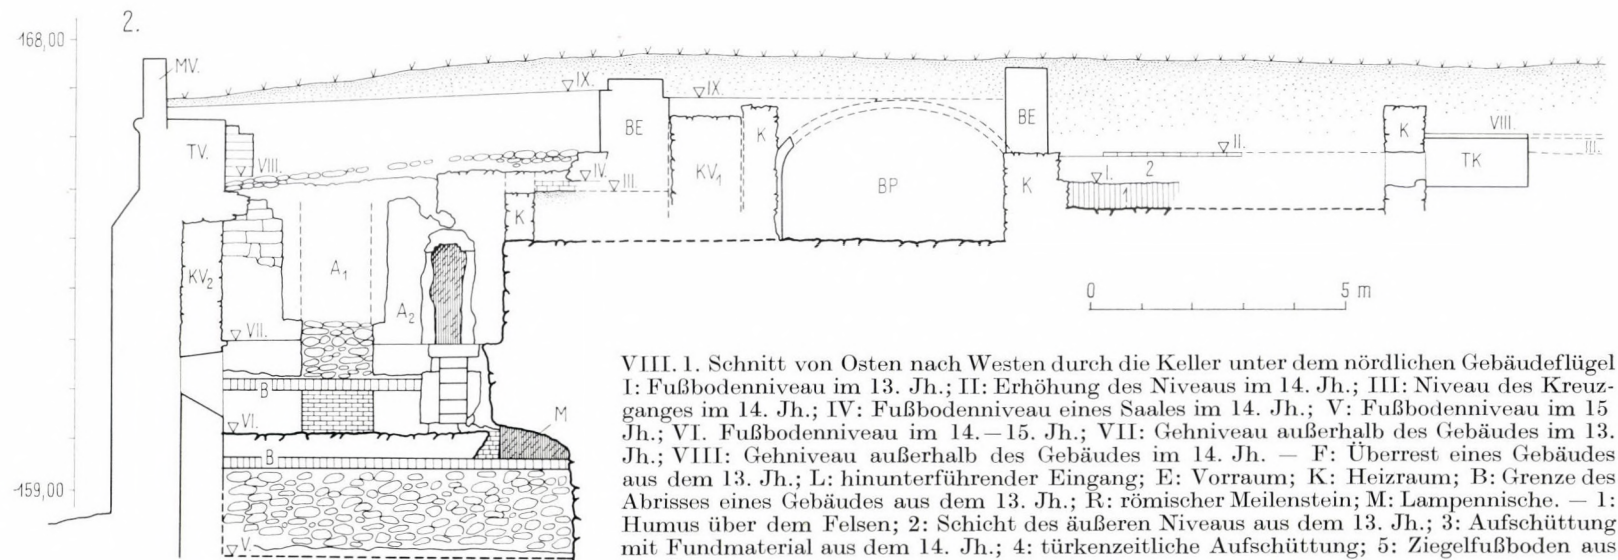 2.
168,00
MV.
IX.
IX.
BE
BE
K
K
VIII.
TV.
VIII.
II.
III.
IV.
III.
KV₁
BP
I.
2
TK
K
K
1
KV₂
A₁
A₂
0
5 m
VII.
B
M
VI.
B
159,00
V.
VIII. 1. Schnitt von Osten nach Westen durch die Keller unter dem nördlichen Gebäudeflügel
I: Fußbodenniveau im 13. Jh.; II: Erhöhung des Niveaus im 14. Jh.; III: Niveau des Kreuz-
ganges im 14. Jh.; IV: Fußbodenniveau eines Saales im 14. Jh.; V: Fußbodenniveau im 15
Jh.; VI. Fußbodenniveau im 14.—15. Jh.; VII: Gehniveau außerhalb des Gebäudes im 13.
Jh.; VIII: Gehniveau außerhalb des Gebäudes im 14. Jh. — F: Überrest eines Gebäudes
aus dem 13. Jh.; L: hinunterführender Eingang; E: Vorraum; K: Heizraum; B: Grenze des
Abrisses eines Gebäudes aus dem 13. Jh.; R: römischer Meilenstein; M: Lampennische. — 1:
Humus über dem Felsen; 2: Schicht des äußeren Niveaus aus dem 13. Jh.; 3: Aufschüttung
mit Fundmaterial aus dem 14. Jh.; 4: türkenzeitliche Aufschüttung; 5: Ziegelfußboden aus